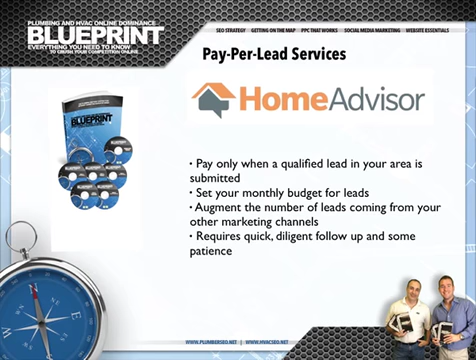 PLUMBING AND HVAC ONLINE DOMINANCE
BLUEPRINT
EVERYTHING YOU NEED TO KNOW
TO CRUSH YOUR COMPETITION ONLINE
SEO STRATEGY GETTING ON THE MAP PPC THAT WORKS SOCIAL MEDIA MARKETING WEBSITE ESSENTIALS
Pay-Per-Lead Services
HomeAdvisor
BLUEPRINT
· Pay only when a qualified lead in your area is
submitted
· Set your monthly budget for leads
· Augment the number of leads coming from your
other marketing channels
· Requires quick, diligent follow up and some
patience
WWW.PLUMBERSEO.NET | WWW.HVACSEO.NET